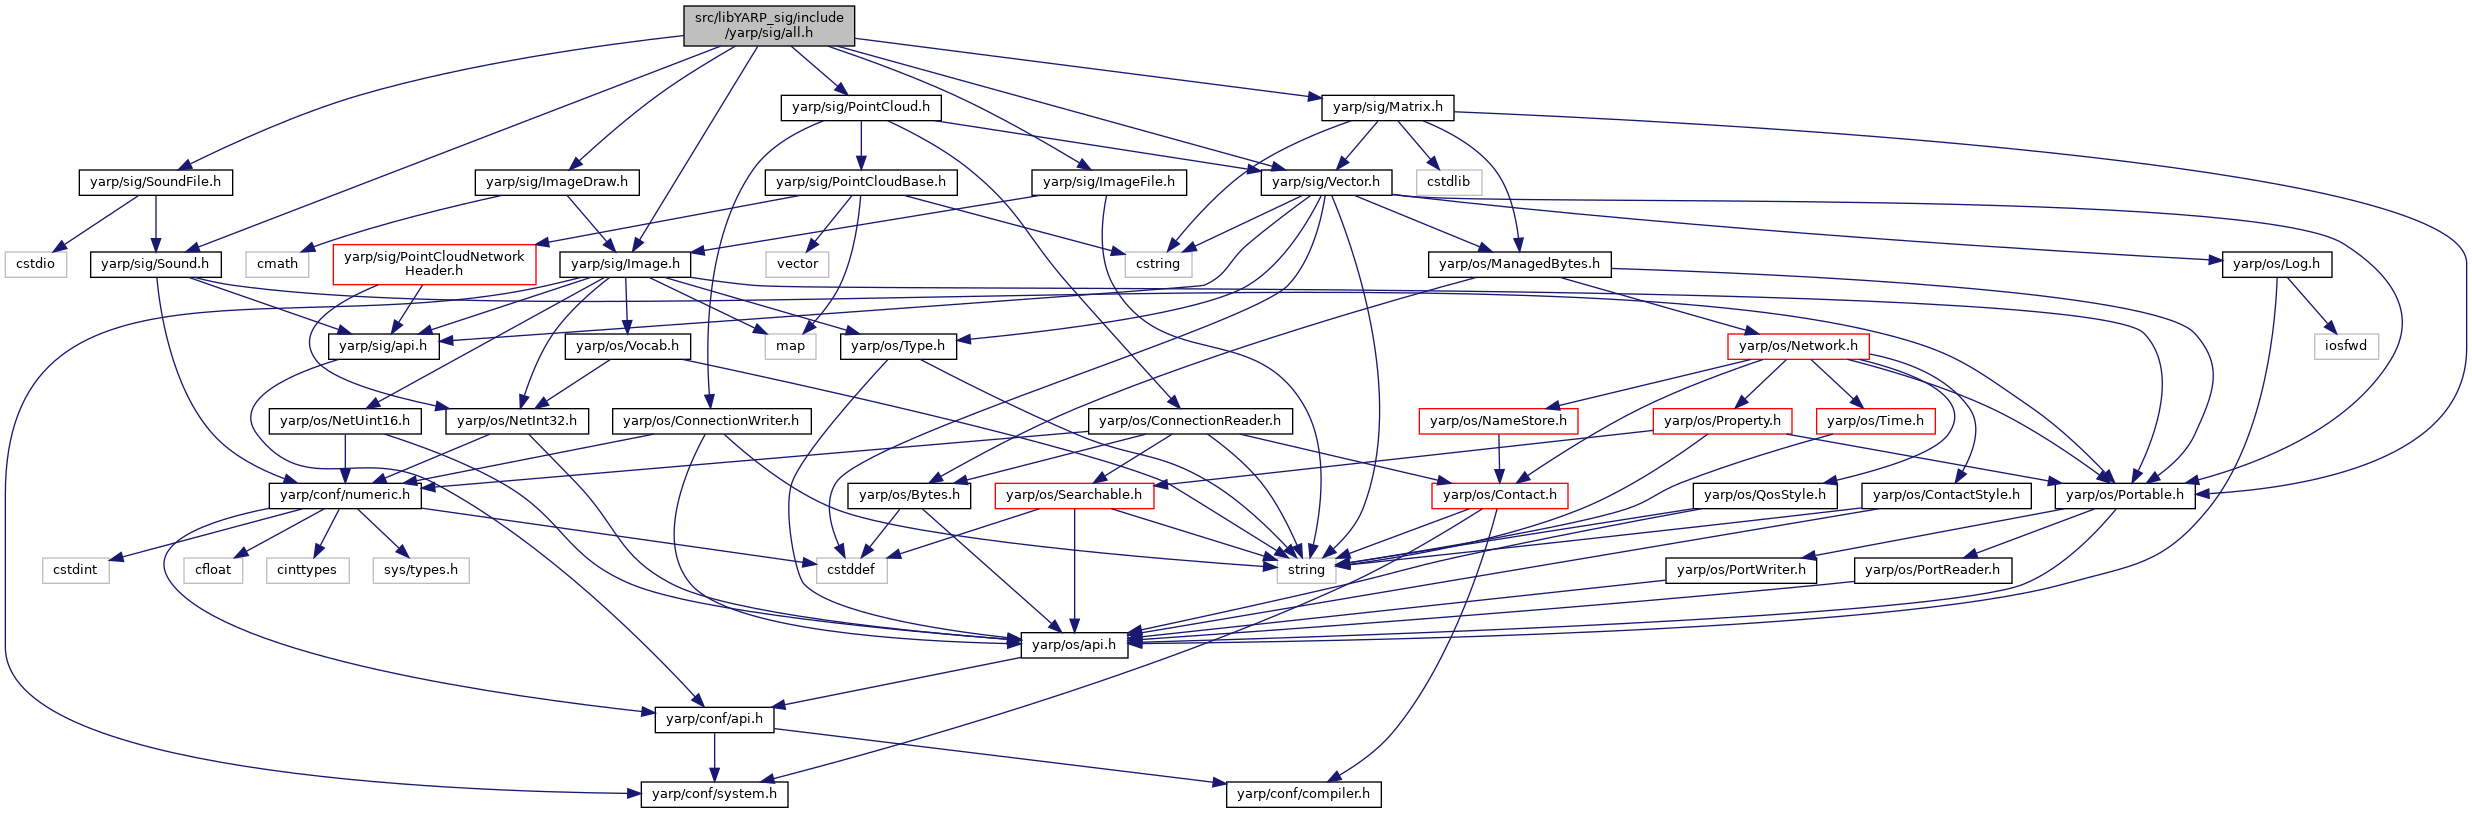 src/libYARP_sig/include
/yarp/sig/all.h
yarp/sig/PointCloud.h
yarp/sig/Matrix.h
yarp/sig/SoundFile.h
yarp/sig/ImageDraw.h
yarp/sig/PointCloudBase.h
yarp/sig/ImageFile.h
yarp/sig/Vector.h
cstdlib
cstdio
yarp/sig/Sound.h
cmath
yarp/sig/PointCloudNetwork
Header.h
yarp/sig/Image.h
vector
cstring
yarp/os/ManagedBytes.h
yarp/os/Log.h
yarp/sig/api.h
yarp/os/Vocab.h
map
yarp/os/Type.h
yarp/os/Network.h
iosfwd
yarp/os/NetUint16.h
yarp/os/NetInt32.h
yarp/os/ConnectionWriter.h
yarp/os/ConnectionReader.h
yarp/os/NameStore.h
yarp/os/Property.h
yarp/os/Time.h
yarp/conf/numeric.h
yarp/os/Bytes.h
yarp/os/Searchable.h
yarp/os/Contact.h
yarp/os/QosStyle.h
yarp/os/ContactStyle.h
yarp/os/Portable.h
cstdint
cfloat
cinttypes
sys/types.h
cstddef
string
yarp/os/PortWriter.h
yarp/os/PortReader.h
yarp/os/api.h
yarp/conf/api.h
yarp/conf/system.h
yarp/conf/compiler.h